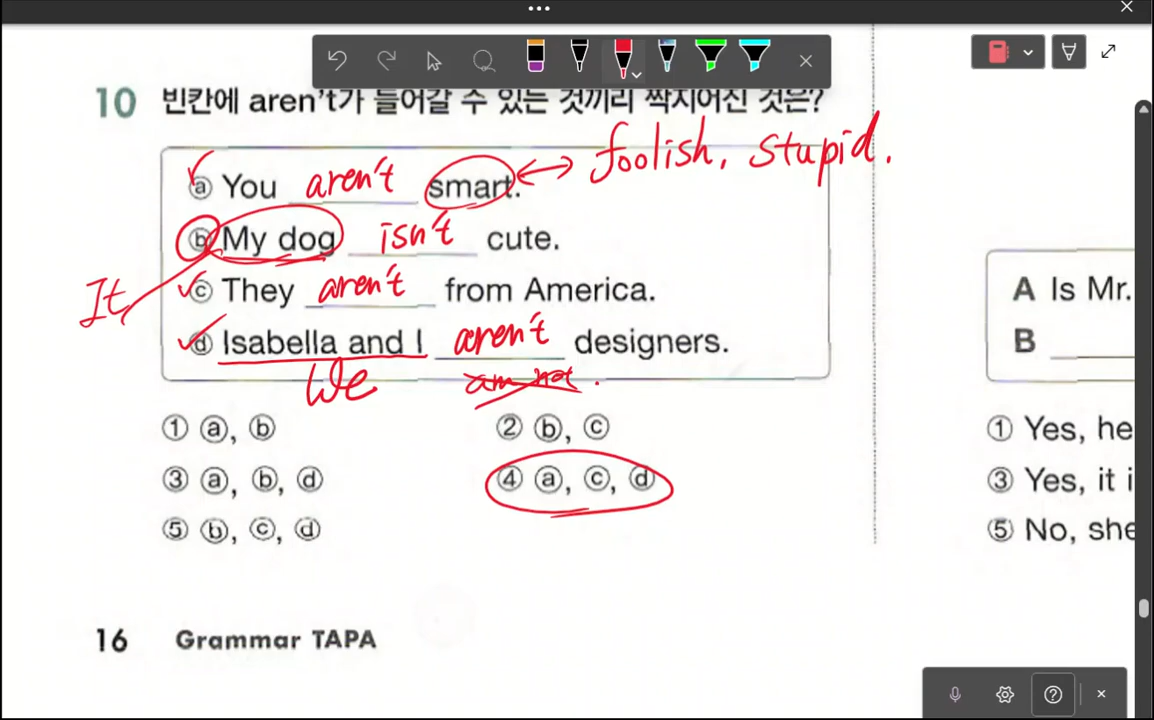 10 빈칸에 aren't가 들어갈 수 있는 것끼리 짝지어진 것은?
ⓐ You aren't smart. ↔ foolish, stupid.
ⓑ My dog isn't cute.
It
ⓒ They aren't from America.
ⓓ Isabella and I aren't designers.
We am not.
① ⓐ, ⓑ ② ⓑ, ⓒ
③ ⓐ, ⓑ, ⓓ ④ ⓐ, ⓒ, ⓓ
⑤ ⓑ, ⓒ, ⓓ
16 Grammar TAPA
A Is Mr.
B
① Yes, he
③ Yes, it i
⑤ No, she